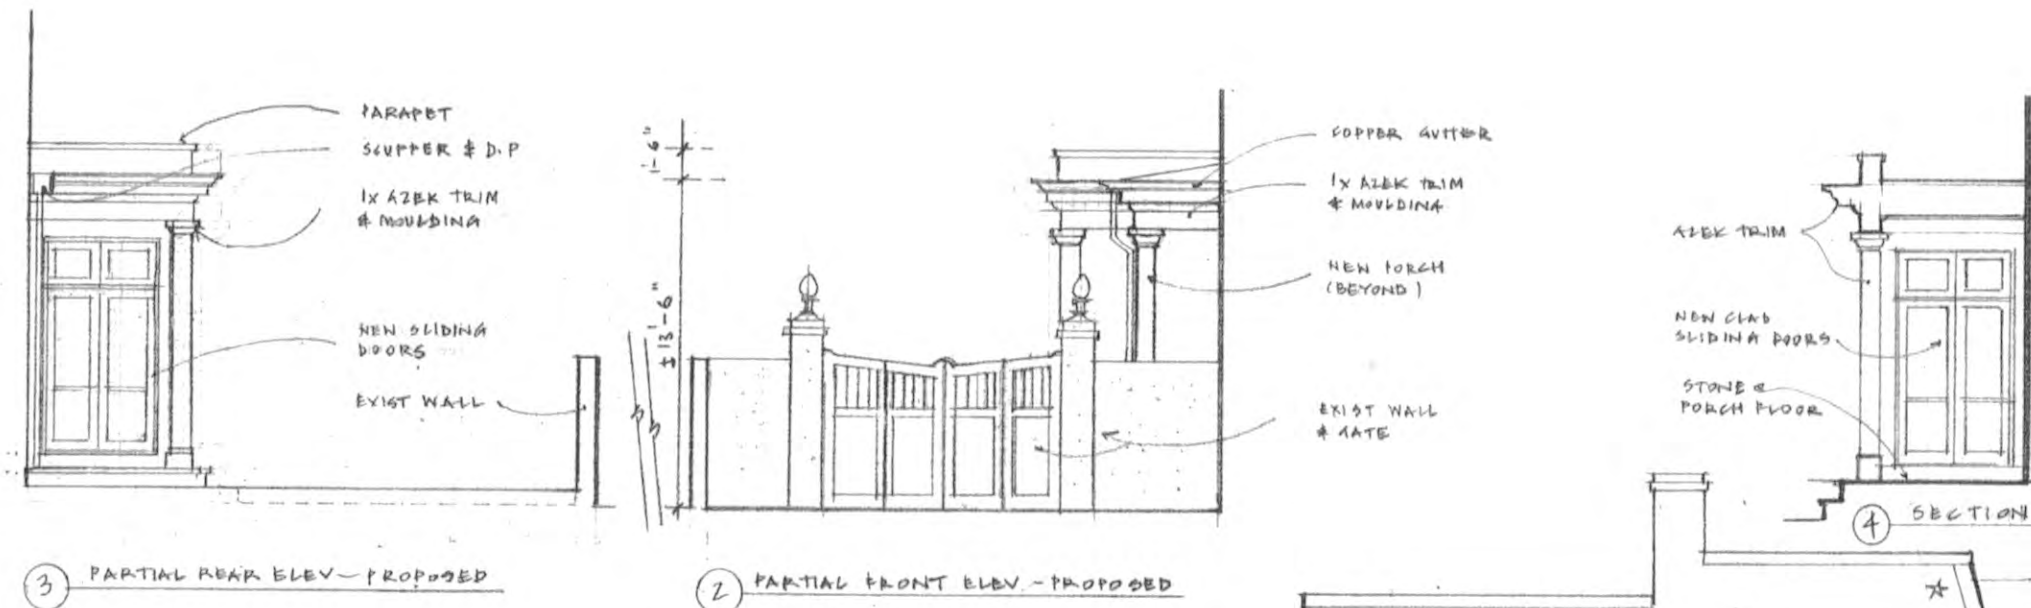 PARAPET
SCUPPER & D.P
1x AZEK TRIM
& MOULDING
NEW SLIDING
DOORS
EXIST WALL
3 PARTIAL REAR ELEV - PROPOSED
1'-6"
± 13'-6"
COPPER GUTTER
1x AZEK TRIM
& MOULDING
NEW PORCH
(BEYOND)
EXIST WALL
& GATE
2 PARTIAL FRONT ELEV. - PROPOSED
AZEK TRIM
NEW CLAD
SLIDING DOORS
STONE @
PORCH FLOOR
4 SECTION